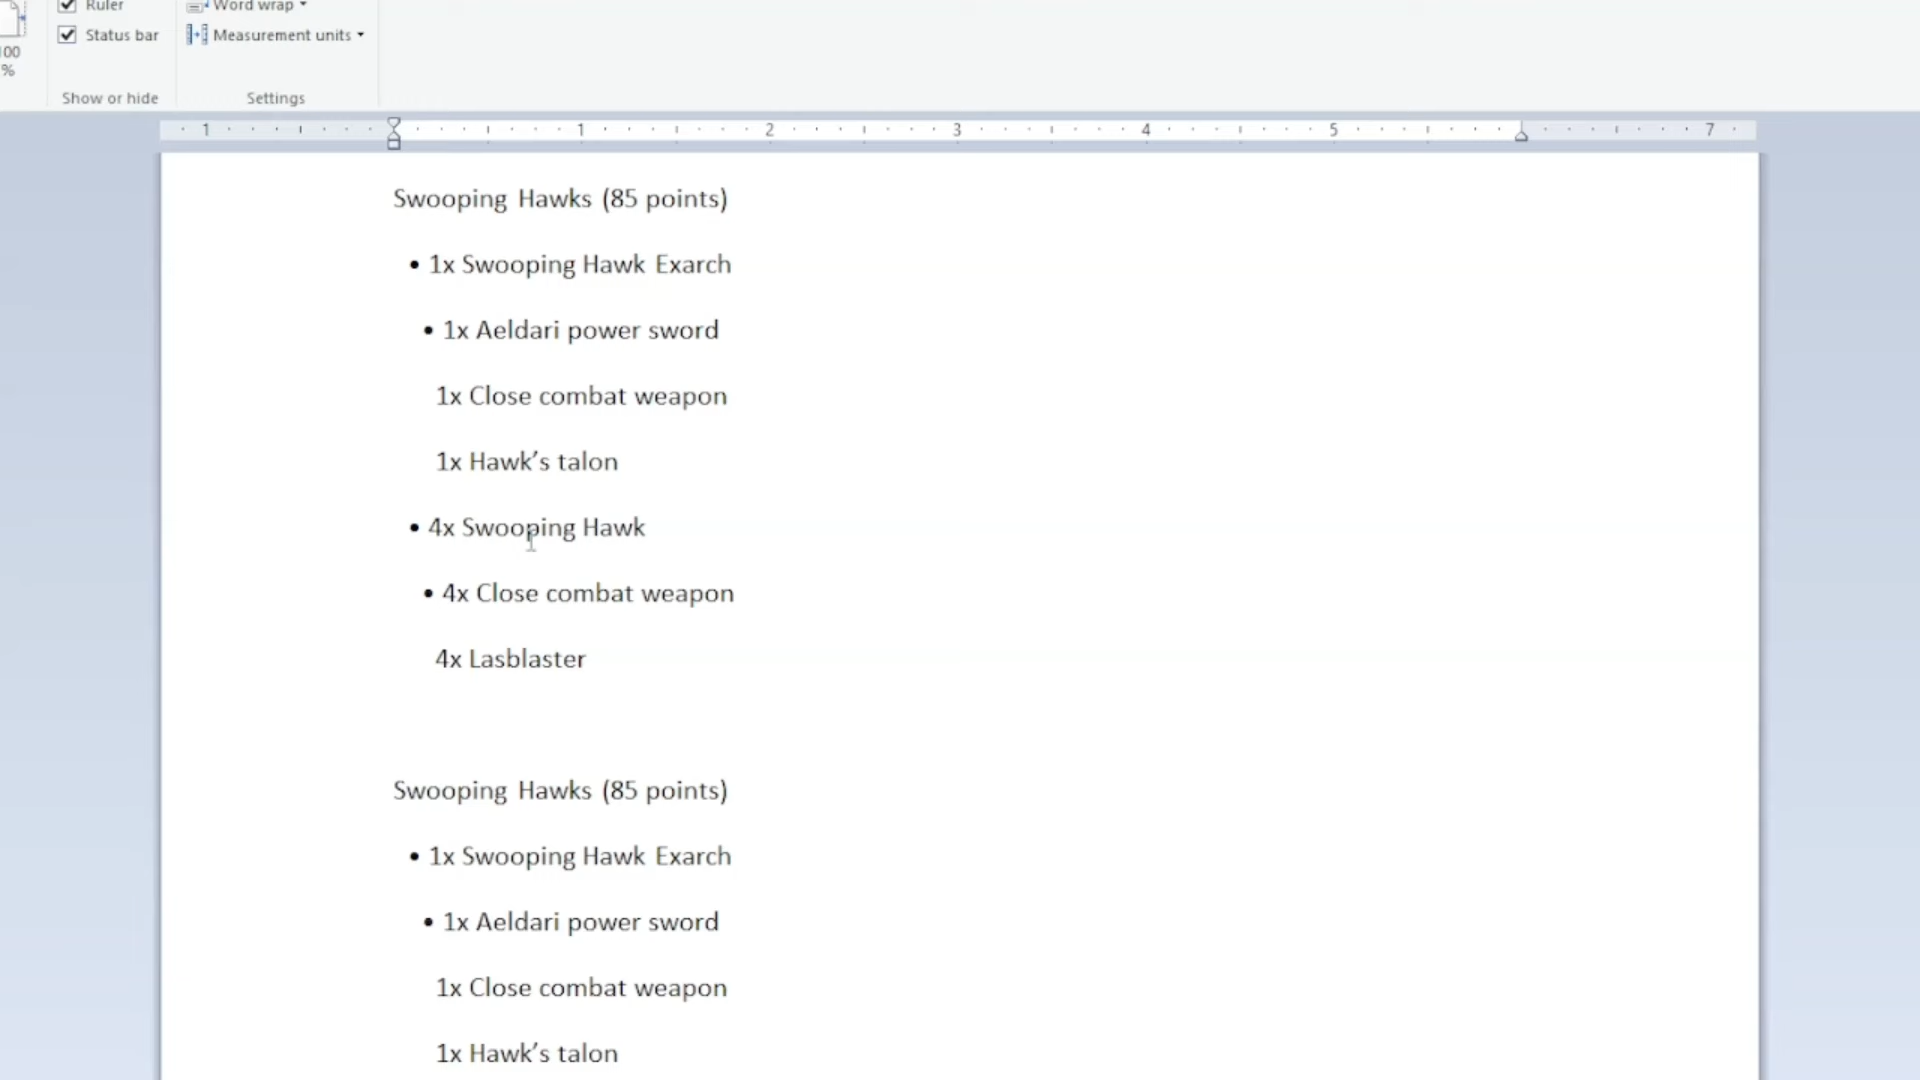 Ruler
Word wrap
Status bar
Measurement units
100
%
Show or hide
Settings
1 1 2 3 4 5 7
Swooping Hawks (85 points)
• 1x Swooping Hawk Exarch
• 1x Aeldari power sword
1x Close combat weapon
1x Hawk’s talon
• 4x Swooping Hawk
• 4x Close combat weapon
4x Lasblaster
Swooping Hawks (85 points)
• 1x Swooping Hawk Exarch
• 1x Aeldari power sword
1x Close combat weapon
1x Hawk’s talon